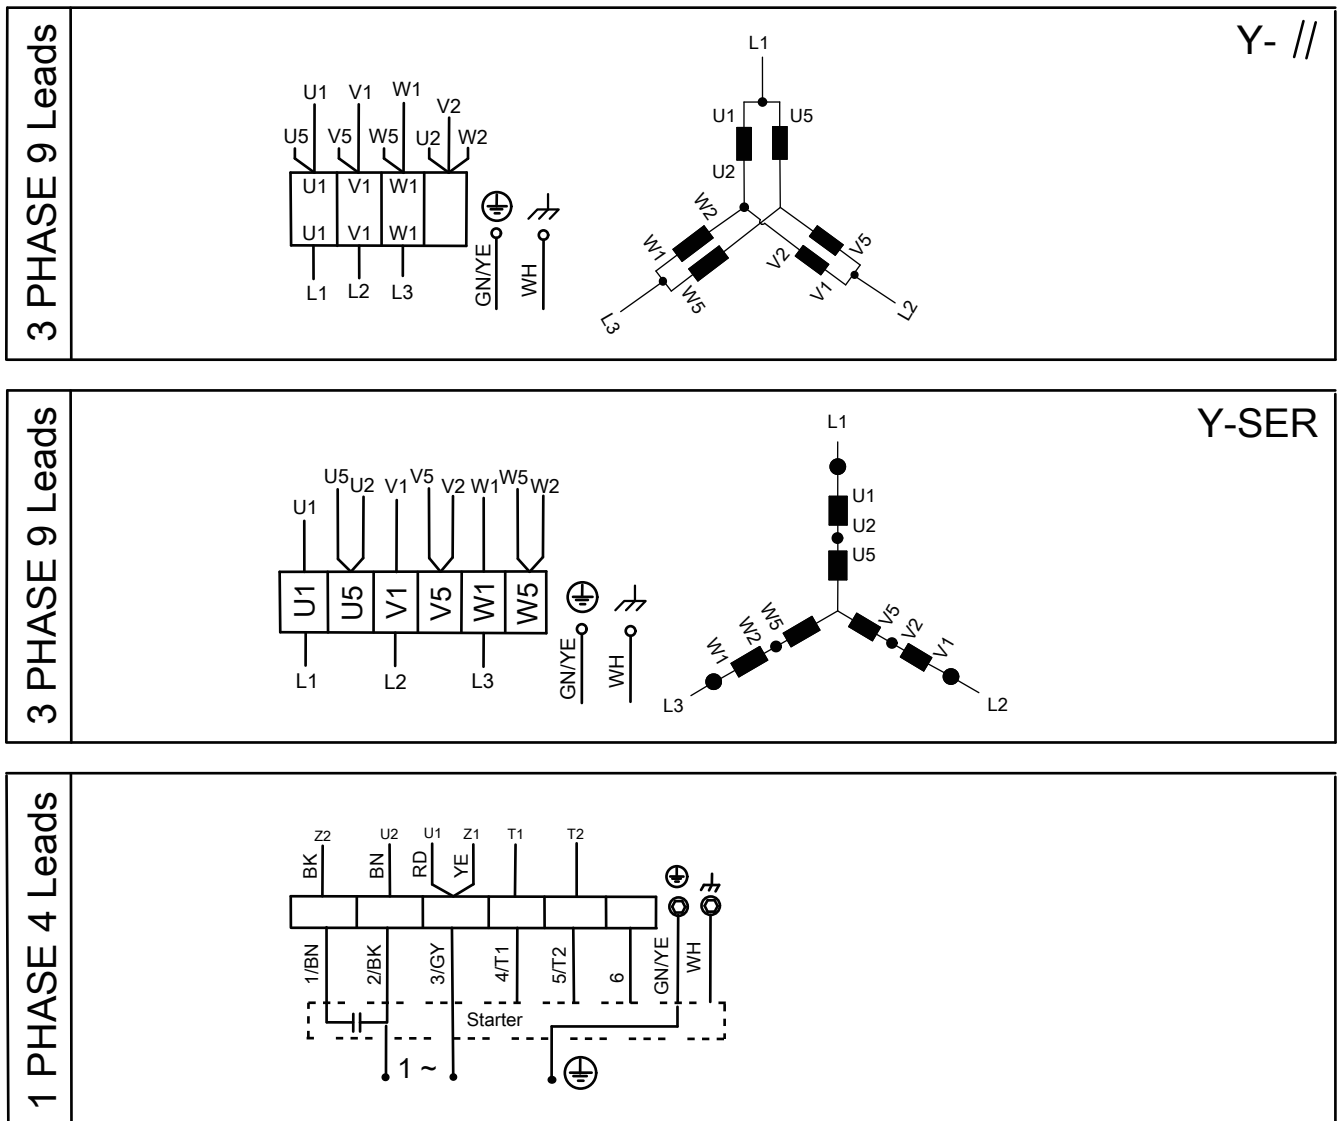 3 PHASE 9 Leads
Y- //
U1 V1 W1 V2
U5 V5 W5 U2 W2
U1 V1 W1
U1 V1 W1
L1 L2 L3
GN/YE WH
L1
U1 U5
U2
W2 W1 W5 V2 V5 V1
L3 L2
3 PHASE 9 Leads
Y-SER
U1 U5 U2 V1 V5 V2 W1 W5 W2
U1 U5 V1 V5 W1 W5
L1 L2 L3
GN/YE WH
L1
U1
U2
U5
W1 W2 W5 V5 V2 V1
L3 L2
1 PHASE 4 Leads
Z2 U2 U1 Z1 T1 T2
BK BN RD YE
1/BN 2/BK 3/GY 4/T1 5/T2 6 GN/YE WH
Starter
1 ~